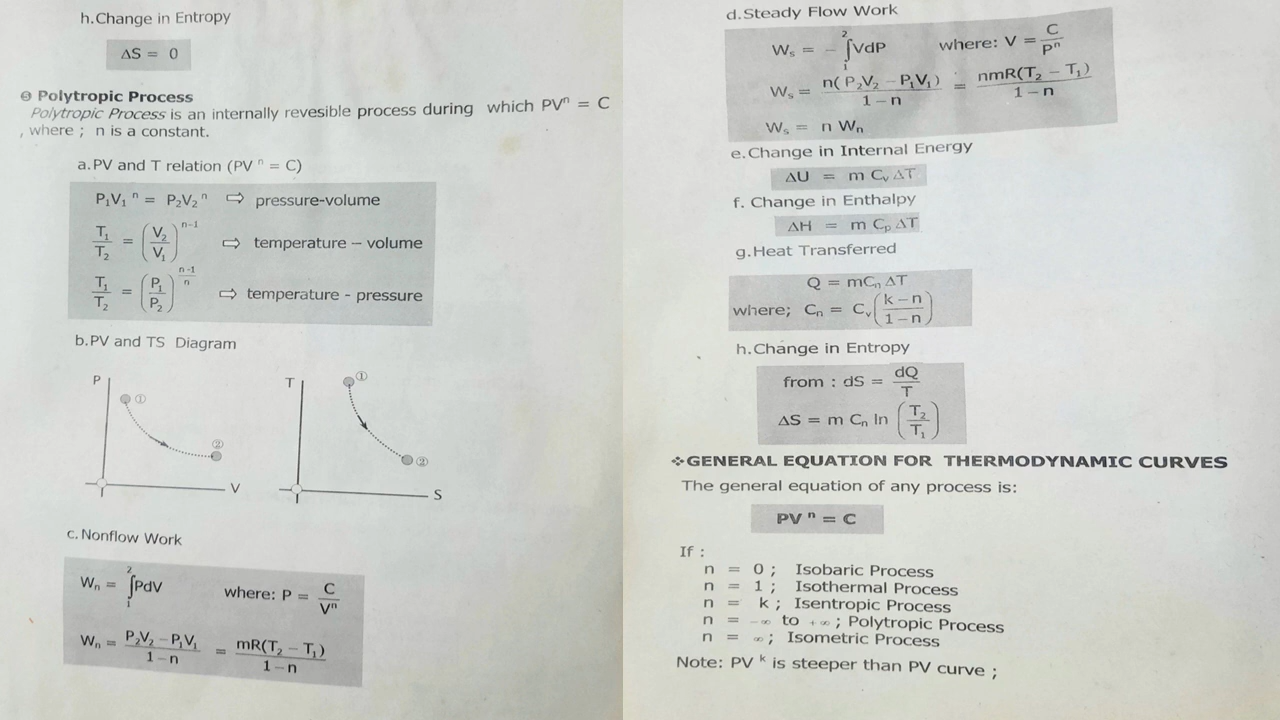 h. Change in Entropy
ΔS = 0
❺ Polytropic Process
Polytropic Process is an internally revesible process during which PVⁿ = C
, where ; n is a constant.
a. PV and T relation (PV ⁿ = C)
P₁V₁ ⁿ = P₂V₂ ⁿ ⇨ pressure-volume
T₁/T₂ = (V₂/V₁)ⁿ⁻¹ ⇨ temperature – volume
T₁/T₂ = (P₁/P₂)^((n-1)/n) ⇨ temperature - pressure
b. PV and TS Diagram
P ① ② V
T ① ② S
c. Nonflow Work
Wₙ = ∫₁² PdV where: P = C/Vⁿ
Wₙ = (P₂V₂ – P₁V₁)/(1–n) = mR(T₂ – T₁)/(1–n)
d. Steady Flow Work
Wₛ = - ∫₁² VdP where: V = C/Pⁿ
Wₛ = n( P₂V₂ – P₁V₁)/(1–n) = nmR(T₂ – T₁)/(1–n)
Wₛ = n Wₙ
e. Change in Internal Energy
ΔU = m Cᵥ ΔT
f. Change in Enthalpy
ΔH = m Cₚ ΔT
g. Heat Transferred
Q = mCₙ ΔT
where; Cₙ = Cᵥ((k–n)/(1–n))
h. Change in Entropy
from : dS = dQ/T
ΔS = m Cₙ ln (T₂/T₁)
❖GENERAL EQUATION FOR THERMODYNAMIC CURVES
The general equation of any process is:
PV ⁿ = C
If :
n = 0 ; Isobaric Process
n = 1 ; Isothermal Process
n = k ; Isentropic Process
n = -∞ to +∞ ; Polytropic Process
n = ∞ ; Isometric Process
Note: PV ᵏ is steeper than PV curve ;